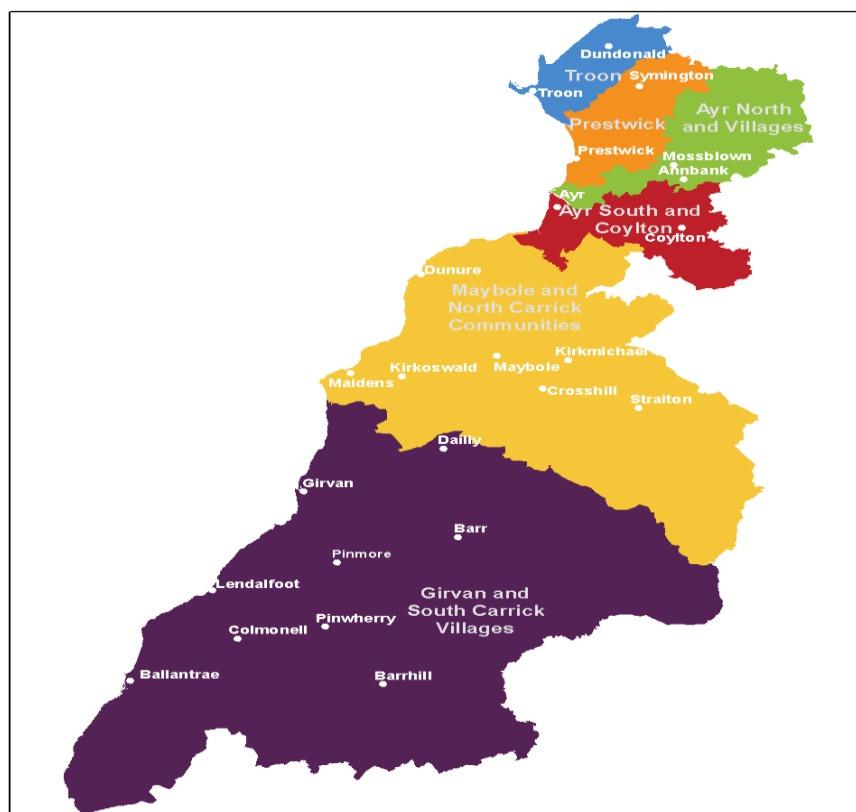 Dundonald
Troon
Symington
Troon
Ayr North
and Villages
Prestwick
Prestwick
Mossblown
Annbank
Ayr
Ayr South and
Coylton
Coylton
Dunure
Maybole and
North Carrick
Communities
Kirkmichael
Maybole
Kirkoswald
Maidens
Crosshill
Straiton
Dailly
Girvan
Barr
Pinmore
Lendalfoot
Girvan and
South Carrick
Villages
Pinwherry
Colmonell
Ballantrae
Barrhill